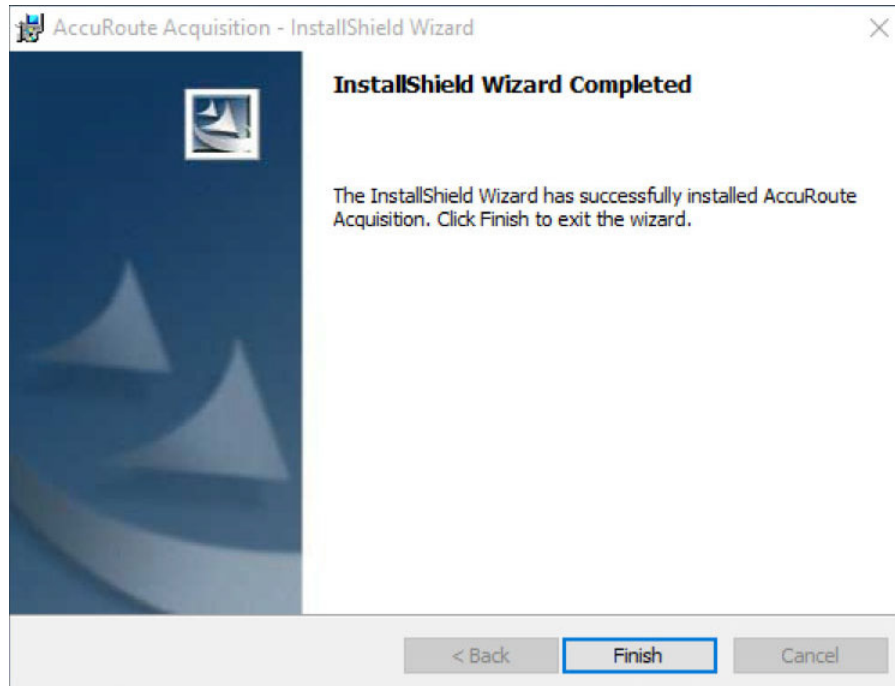 AccuRoute Acquisition - InstallShield Wizard
InstallShield Wizard Completed
The InstallShield Wizard has successfully installed AccuRoute
Acquisition. Click Finish to exit the wizard.
< Back
Finish
Cancel